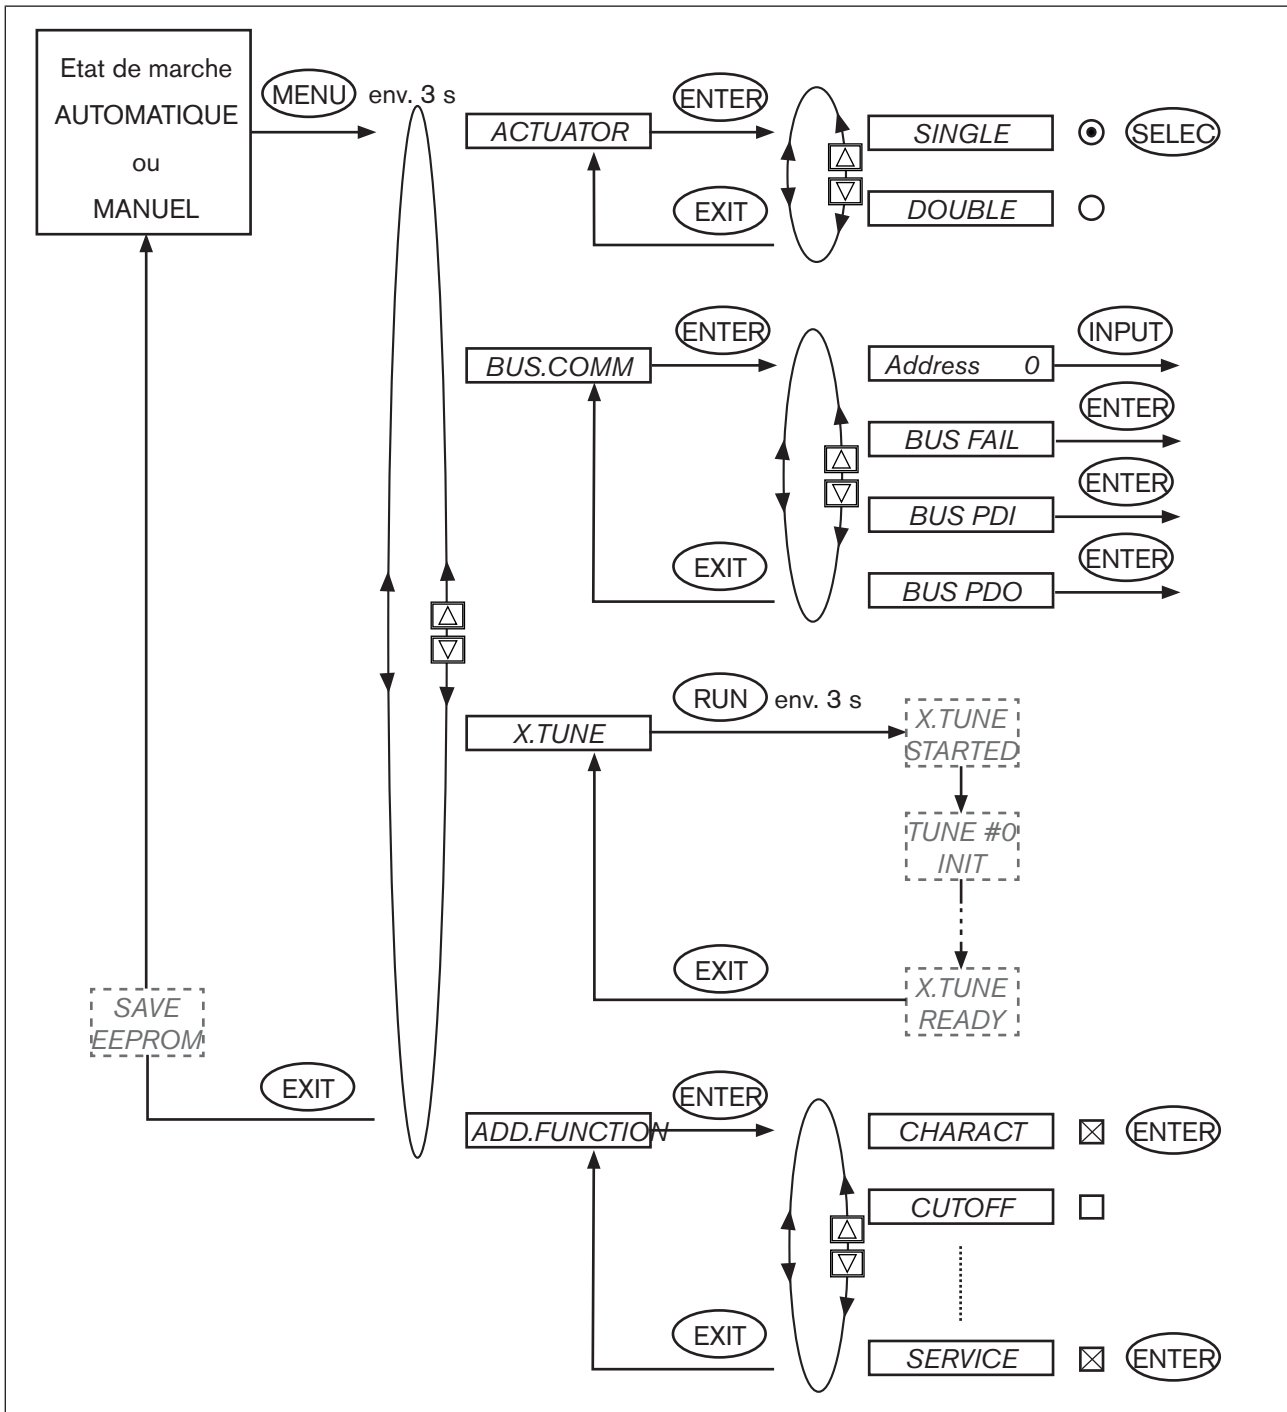 Etat de marche
AUTOMATIQUE
ou
MANUEL
MENU env. 3 s
ACTUATOR
ENTER
EXIT
SINGLE
SELEC
DOUBLE
BUS.COMM
ENTER
EXIT
Address 0
INPUT
BUS FAIL
ENTER
BUS PDI
ENTER
BUS PDO
ENTER
X.TUNE
RUN env. 3 s
X.TUNE
STARTED
TUNE #0
INIT
X.TUNE
READY
EXIT
SAVE
EEPROM
EXIT
ADD.FUNCTION
ENTER
EXIT
CHARACT
ENTER
CUTOFF
SERVICE
ENTER